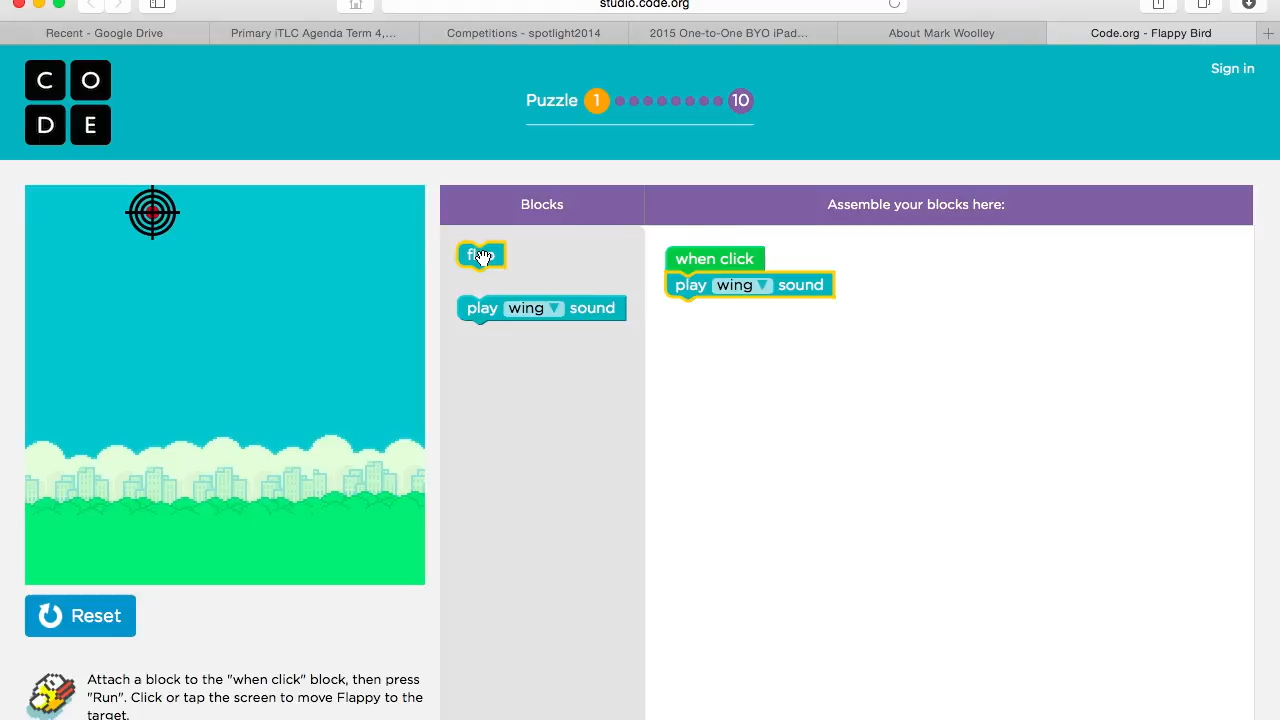 studio.code.org
Recent - Google Drive
Primary iTLC Agenda Term 4,...
Competitions - spotlight2014
2015 One-to-One BYO iPad...
About Mark Woolley
Code.org - Flappy Bird
C O
D E
Puzzle 1 10
Sign in
Blocks
Assemble your blocks here:
play wing sound
when click
play wing sound
Reset
Attach a block to the "when click" block, then press
"Run". Click or tap the screen to move Flappy to the
target.